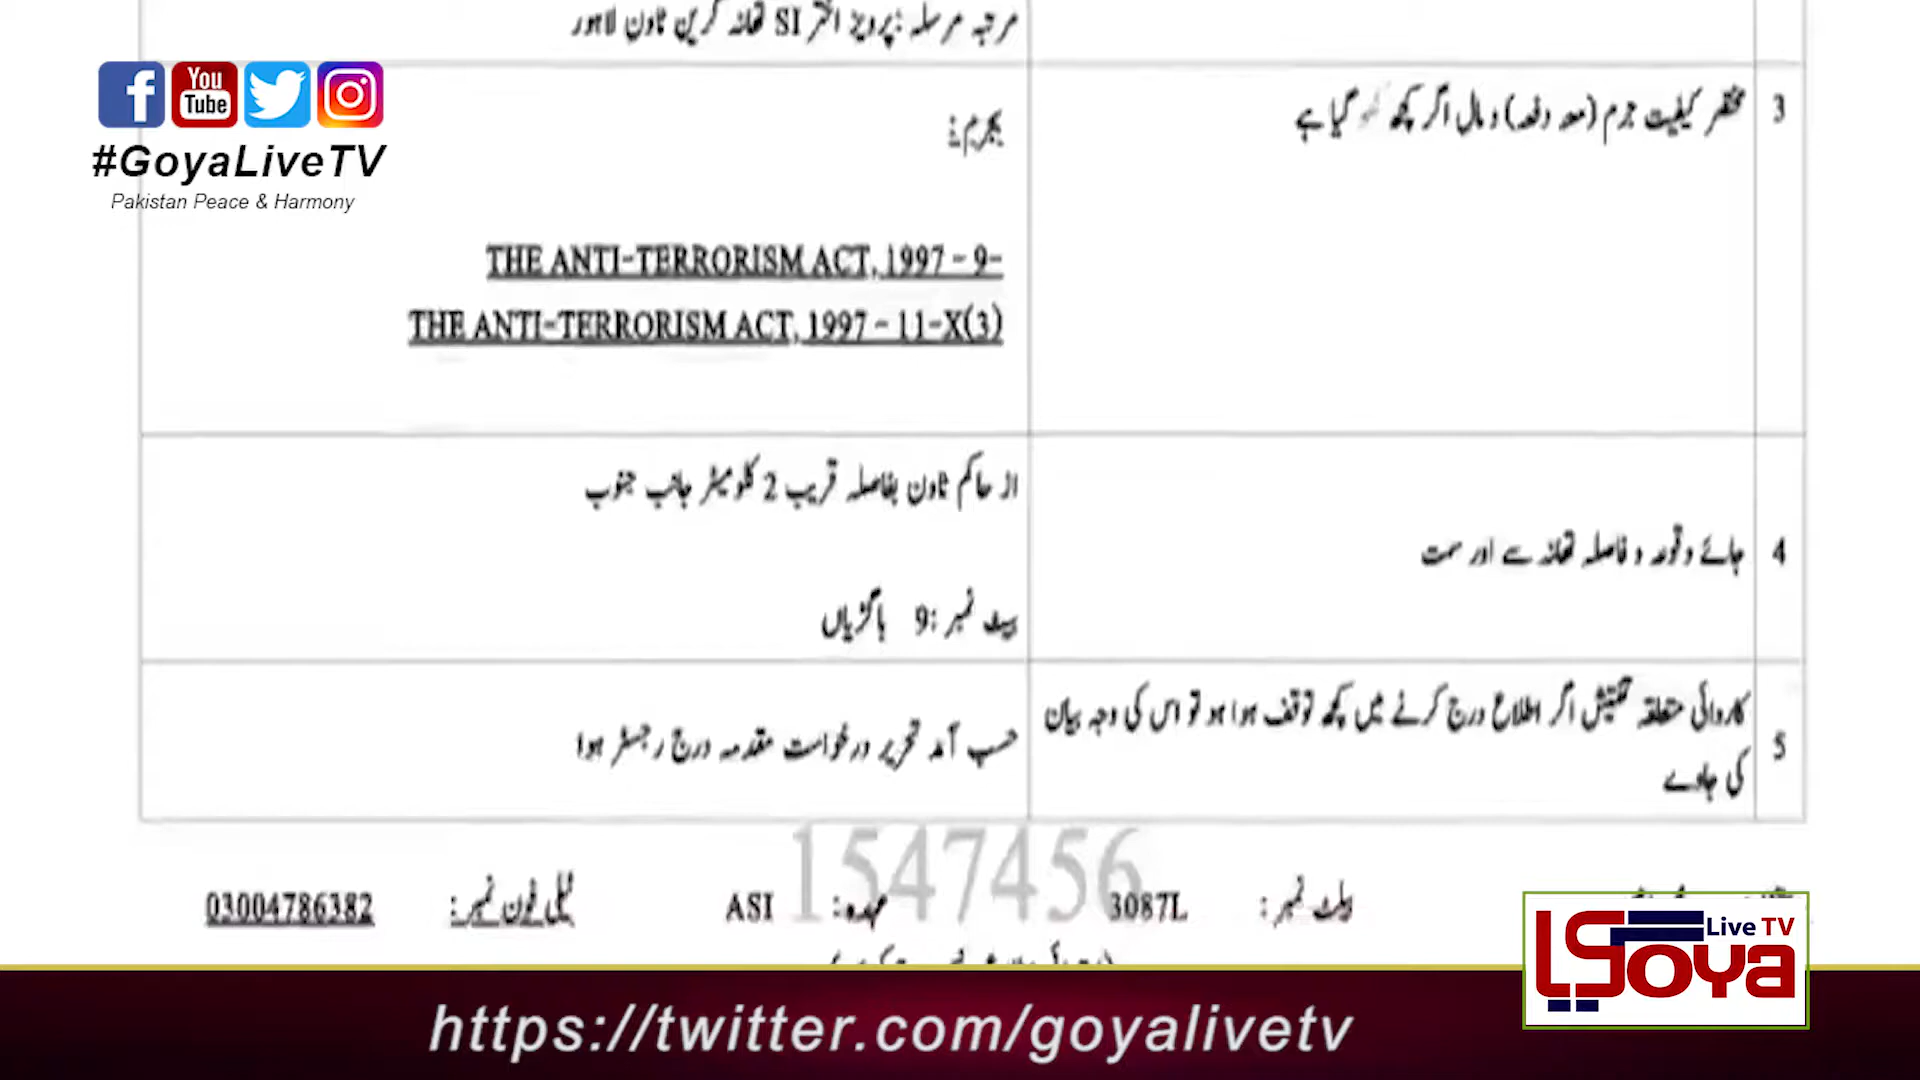 مرتبہ مرسلہ :پرویز اختر SI تھانہ گرین ٹاون لاہور
You
Tube
#GoyaLiveTV
Pakistan Peace & Harmony
3 مختصر کیفیت جرم (معہ دفعہ) و مال اگر کچھ گیا ہے
بجرم:
THE ANTI-TERRORISM ACT, 1997 - 9-
THE ANTI-TERRORISM ACT, 1997 - 11-X(3)
4 جائے وقوعہ و فاصلہ تھانہ سے اور سمت
از حاکم ٹاون بفاصلہ قریب 2 کلومیٹر جانب جنوب
بیٹ نمبر :9 باگڑیاں
5 کاروائی متعلقہ تفتیش اگر اطلاع درج کرنے میں کچھ توقف ہوا ہو تو اس کی وجہ بیان
کی جاوے
حسب آمد تحریر درخواست مقدمہ درج رجسٹر ہوا
1547456
بیلٹ نمبر : 3087L عہدہ : ASI ٹیلی فون نمبر : 03004786382
Live TV
Goya
https://twitter.com/goyalivetv